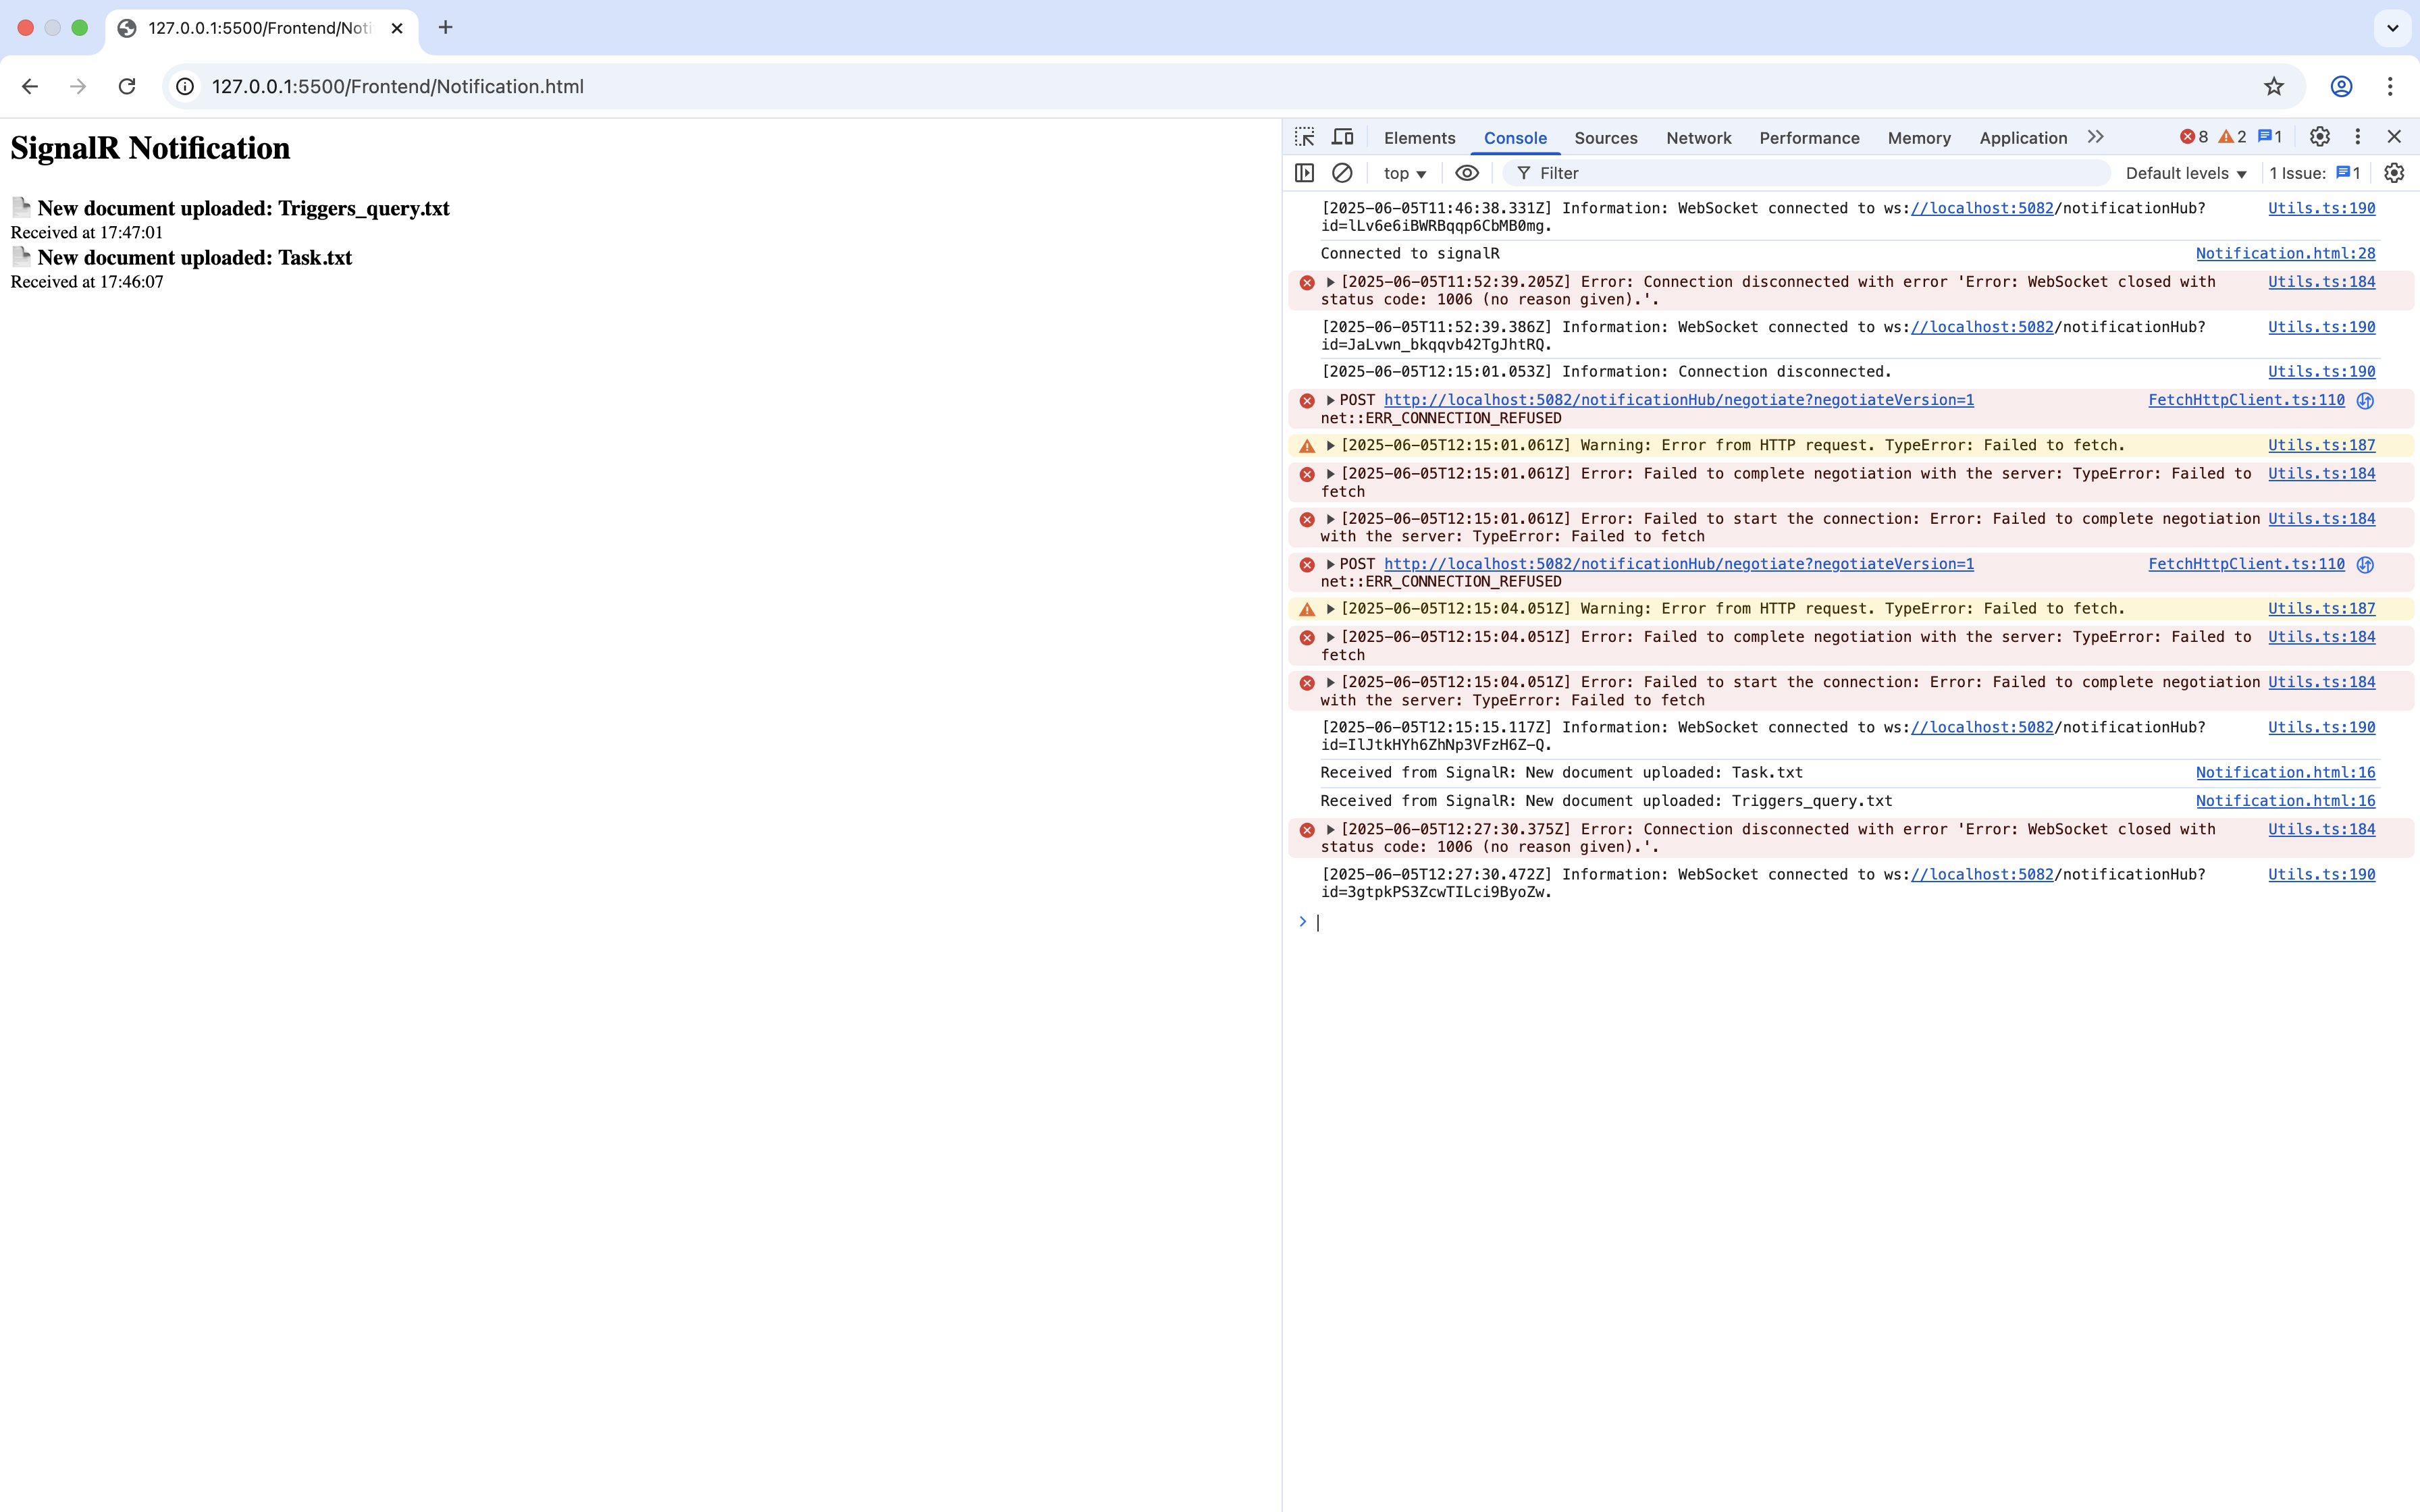 127.0.0.1:5500/Frontend/Noti
127.0.0.1:5500/Frontend/Notification.html
SignalR Notification
New document uploaded: Triggers_query.txt
Received at 17:47:01
New document uploaded: Task.txt
Received at 17:46:07
Elements Console Sources Network Performance Memory Application 8 2 1
top Filter Default levels 1 Issue: 1
[2025-06-05T11:46:38.331Z] Information: WebSocket connected to ws://localhost:5082/notificationHub? Utils.ts:190
id=lLv6e6iBWRBqqp6CbMB0mg.
Connected to signalR Notification.html:28
[2025-06-05T11:52:39.205Z] Error: Connection disconnected with error 'Error: WebSocket closed with Utils.ts:184
status code: 1006 (no reason given).'.
[2025-06-05T11:52:39.386Z] Information: WebSocket connected to ws://localhost:5082/notificationHub? Utils.ts:190
id=JaLvwn_bkqqvb42TgJhtRQ.
[2025-06-05T12:15:01.053Z] Information: Connection disconnected. Utils.ts:190
POST http://localhost:5082/notificationHub/negotiate?negotiateVersion=1 FetchHttpClient.ts:110
net::ERR_CONNECTION_REFUSED
[2025-06-05T12:15:01.061Z] Warning: Error from HTTP request. TypeError: Failed to fetch. Utils.ts:187
[2025-06-05T12:15:01.061Z] Error: Failed to complete negotiation with the server: TypeError: Failed to Utils.ts:184
fetch
[2025-06-05T12:15:01.061Z] Error: Failed to start the connection: Error: Failed to complete negotiation Utils.ts:184
with the server: TypeError: Failed to fetch
POST http://localhost:5082/notificationHub/negotiate?negotiateVersion=1 FetchHttpClient.ts:110
net::ERR_CONNECTION_REFUSED
[2025-06-05T12:15:04.051Z] Warning: Error from HTTP request. TypeError: Failed to fetch. Utils.ts:187
[2025-06-05T12:15:04.051Z] Error: Failed to complete negotiation with the server: TypeError: Failed to Utils.ts:184
fetch
[2025-06-05T12:15:04.051Z] Error: Failed to start the connection: Error: Failed to complete negotiation Utils.ts:184
with the server: TypeError: Failed to fetch
[2025-06-05T12:15:15.117Z] Information: WebSocket connected to ws://localhost:5082/notificationHub? Utils.ts:190
id=IlJtkHYh6ZhNp3VFzH6Z-Q.
Received from SignalR: New document uploaded: Task.txt Notification.html:16
Received from SignalR: New document uploaded: Triggers_query.txt Notification.html:16
[2025-06-05T12:27:30.375Z] Error: Connection disconnected with error 'Error: WebSocket closed with Utils.ts:184
status code: 1006 (no reason given).'.
[2025-06-05T12:27:30.472Z] Information: WebSocket connected to ws://localhost:5082/notificationHub? Utils.ts:190
id=3gtpkPS3ZcwTILci9ByoZw.